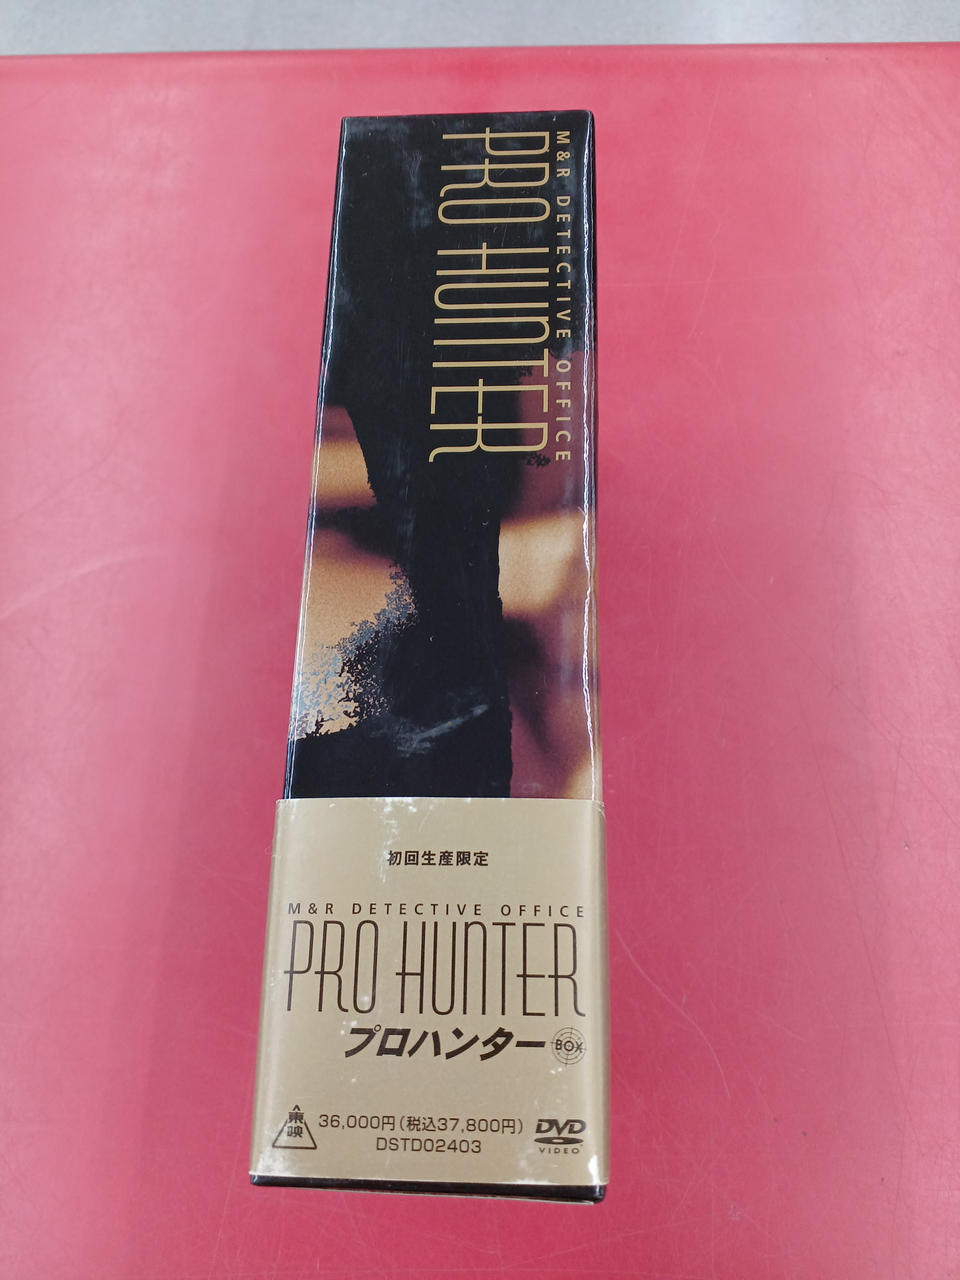 M&R DETECTIVE OFFICE
PRO HUNTER
初回生産限定
M&R DETECTIVE OFFICE
PRO HUNTER
プロハンター BOX
東映
36,000円(税込37,800円)
DSTD02403
DVD
VIDEO